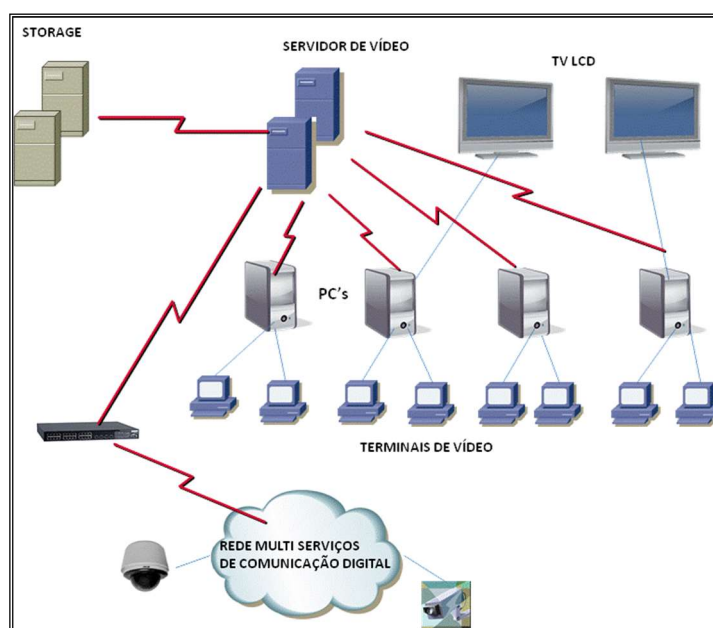 STORAGE
SERVIDOR DE VÍDEO
TV LCD
PC's
TERMINAIS DE VÍDEO
REDE MULTI SERVIÇOS
DE COMUNICAÇÃO DIGITAL